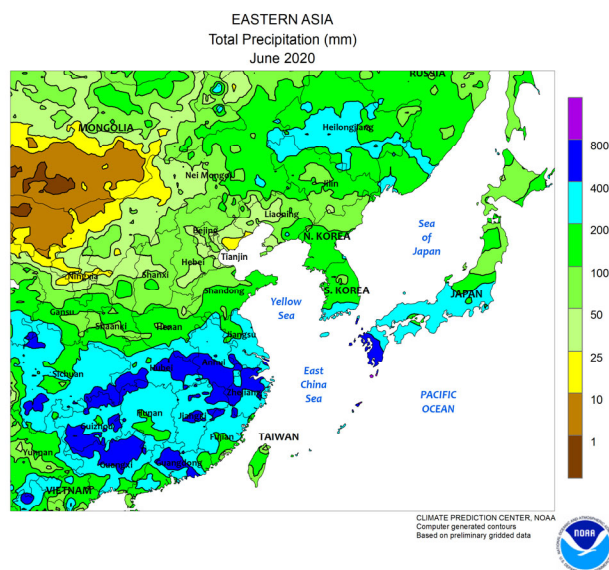 EASTERN ASIA
Total Precipitation (mm)
June 2020
RUSSIA
MONGOLIA
Heilongjiang
Nei Mongol
Jilin
Liaoning
Beijing
N. KOREA
Sea
of
Japan
Tianjin
Hebei
Ningxia
Shanxi
Shandong
S. KOREA
JAPAN
Yellow
Sea
Gansu
Shaanxi
Henan
Jiangsu
Sichuan
Hubei
Anhui
Zhejiang
East
China
Sea
PACIFIC
OCEAN
Hunan
Jiangxi
Guizhou
Fujian
TAIWAN
Yunnan
Guangxi
Guangdong
VIETNAM
800
400
200
100
50
25
10
1
CLIMATE PREDICTION CENTER, NOAA
Computer generated contours
Based on preliminary gridded data
NOAA